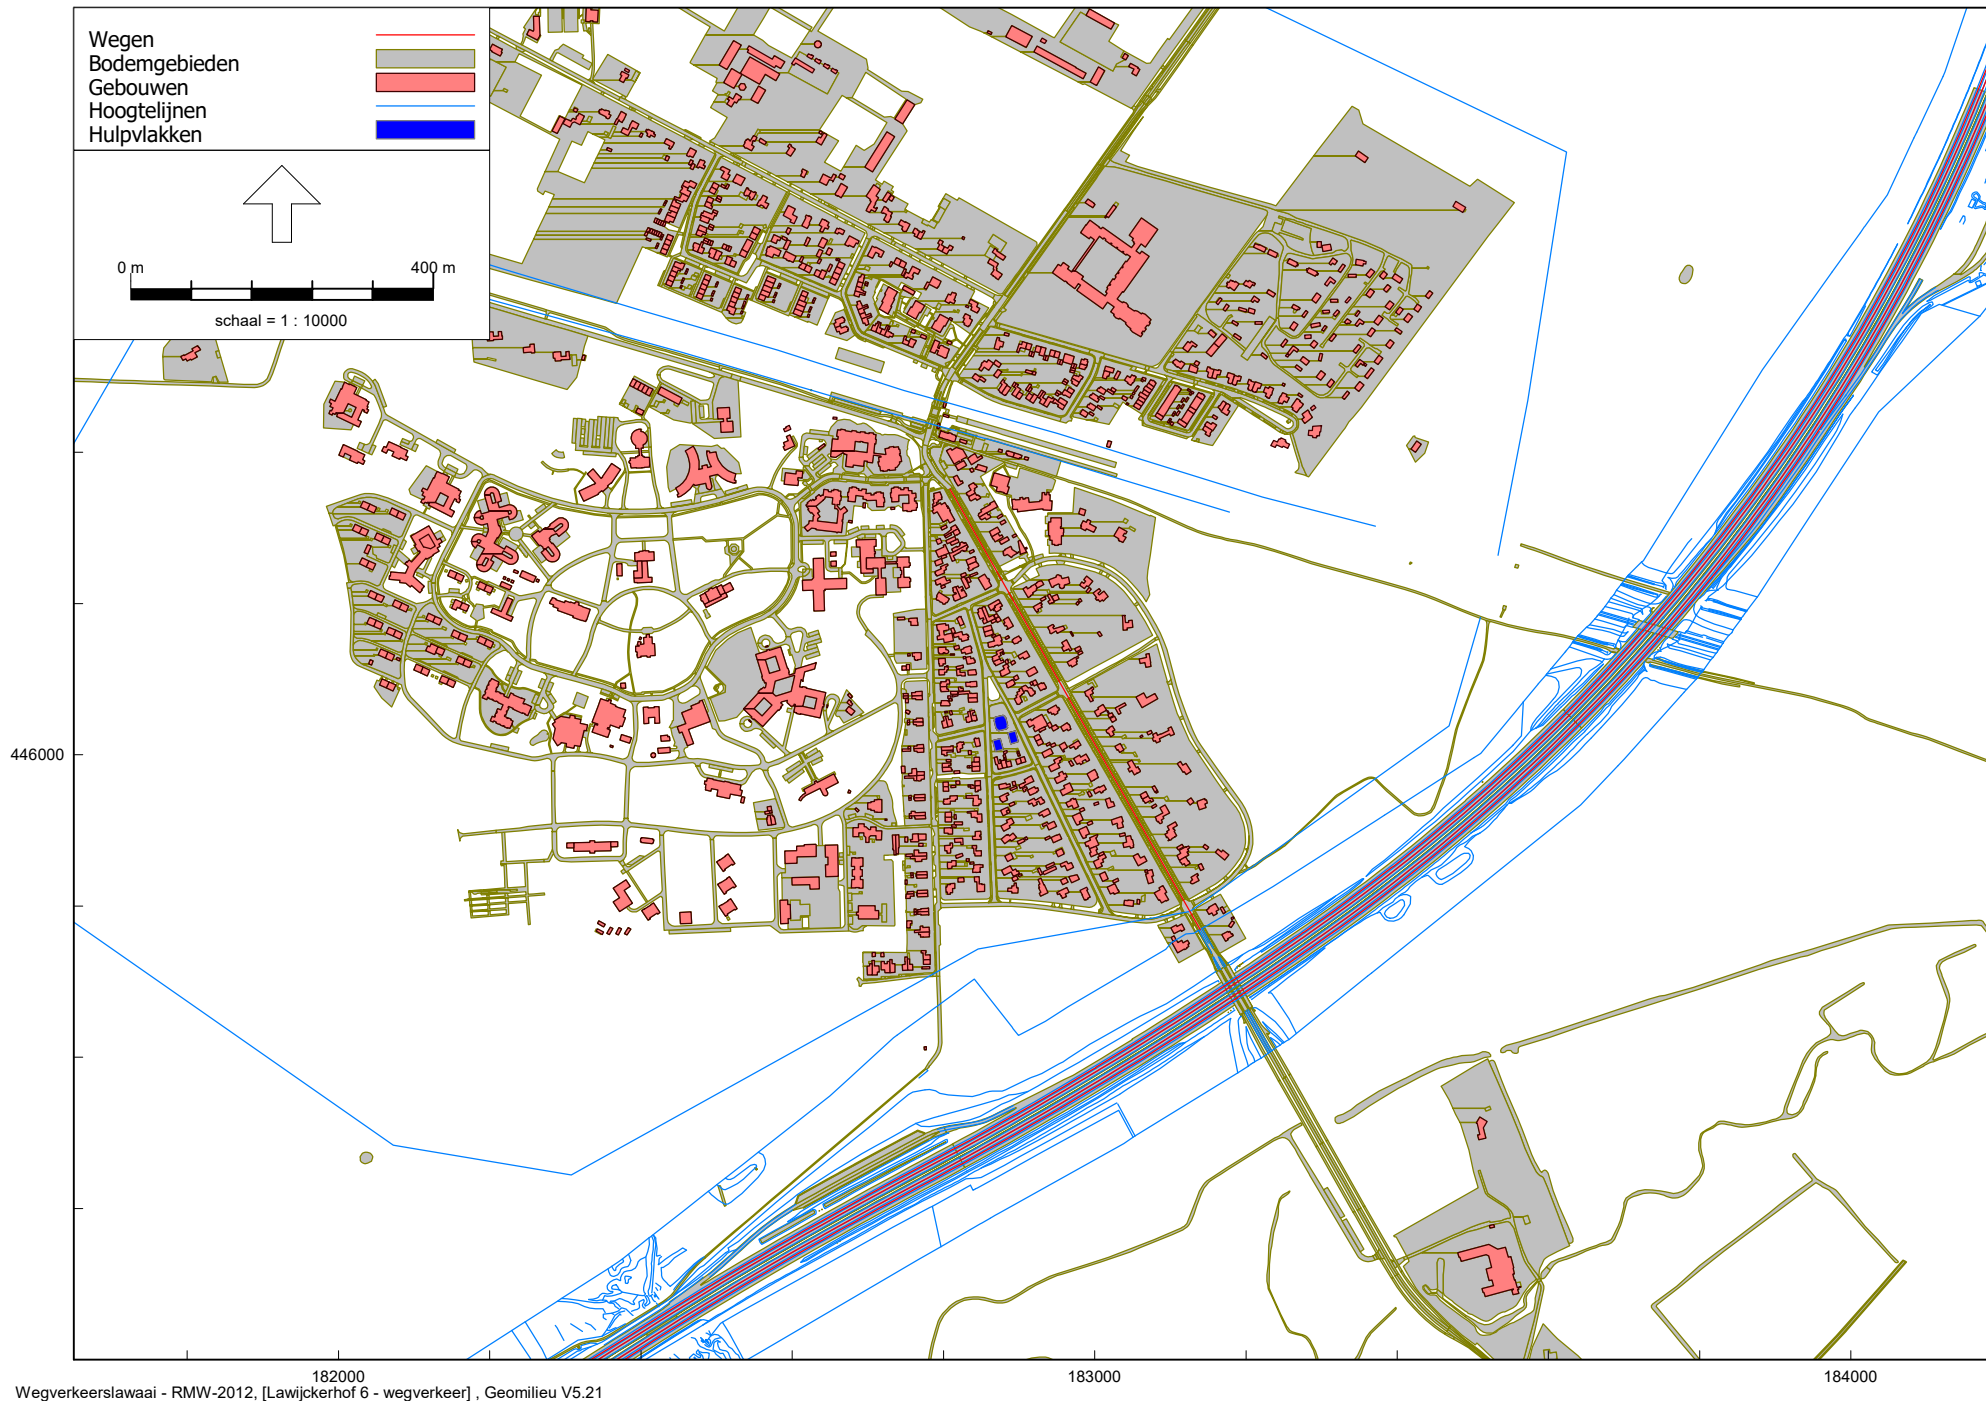 Wegen
Bodemgebieden
Gebouwen
Hoogtelijnen
Hulpvlakken
0 m 400 m
schaal = 1 : 10000
446000
182000 183000 184000
Wegverkeerslawaai - RMW-2012, [Lawijckerhof 6 - wegverkeer] , Geomilieu V5.21